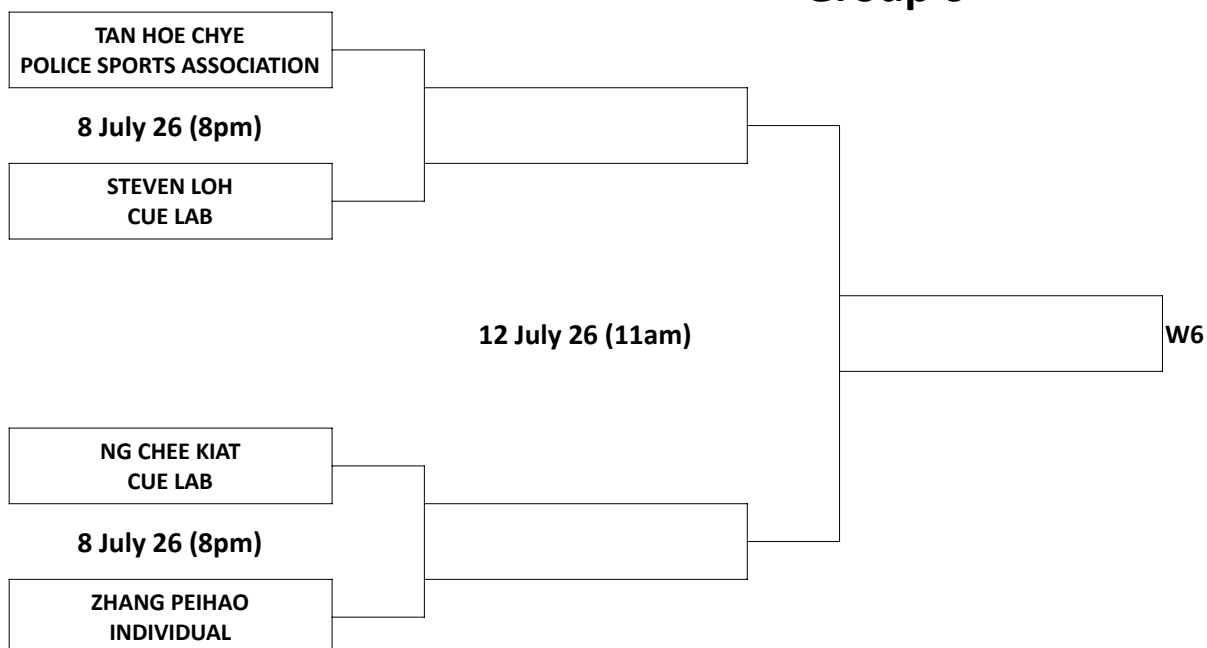 Group
TAN HOE CHYE
POLICE SPORTS ASSOCIATION
8 July 26 (8pm)
STEVEN LOH
CUE LAB
12 July 26 (11am)
W6
NG CHEE KIAT
CUE LAB
8 July 26 (8pm)
ZHANG PEIHAO
INDIVIDUAL